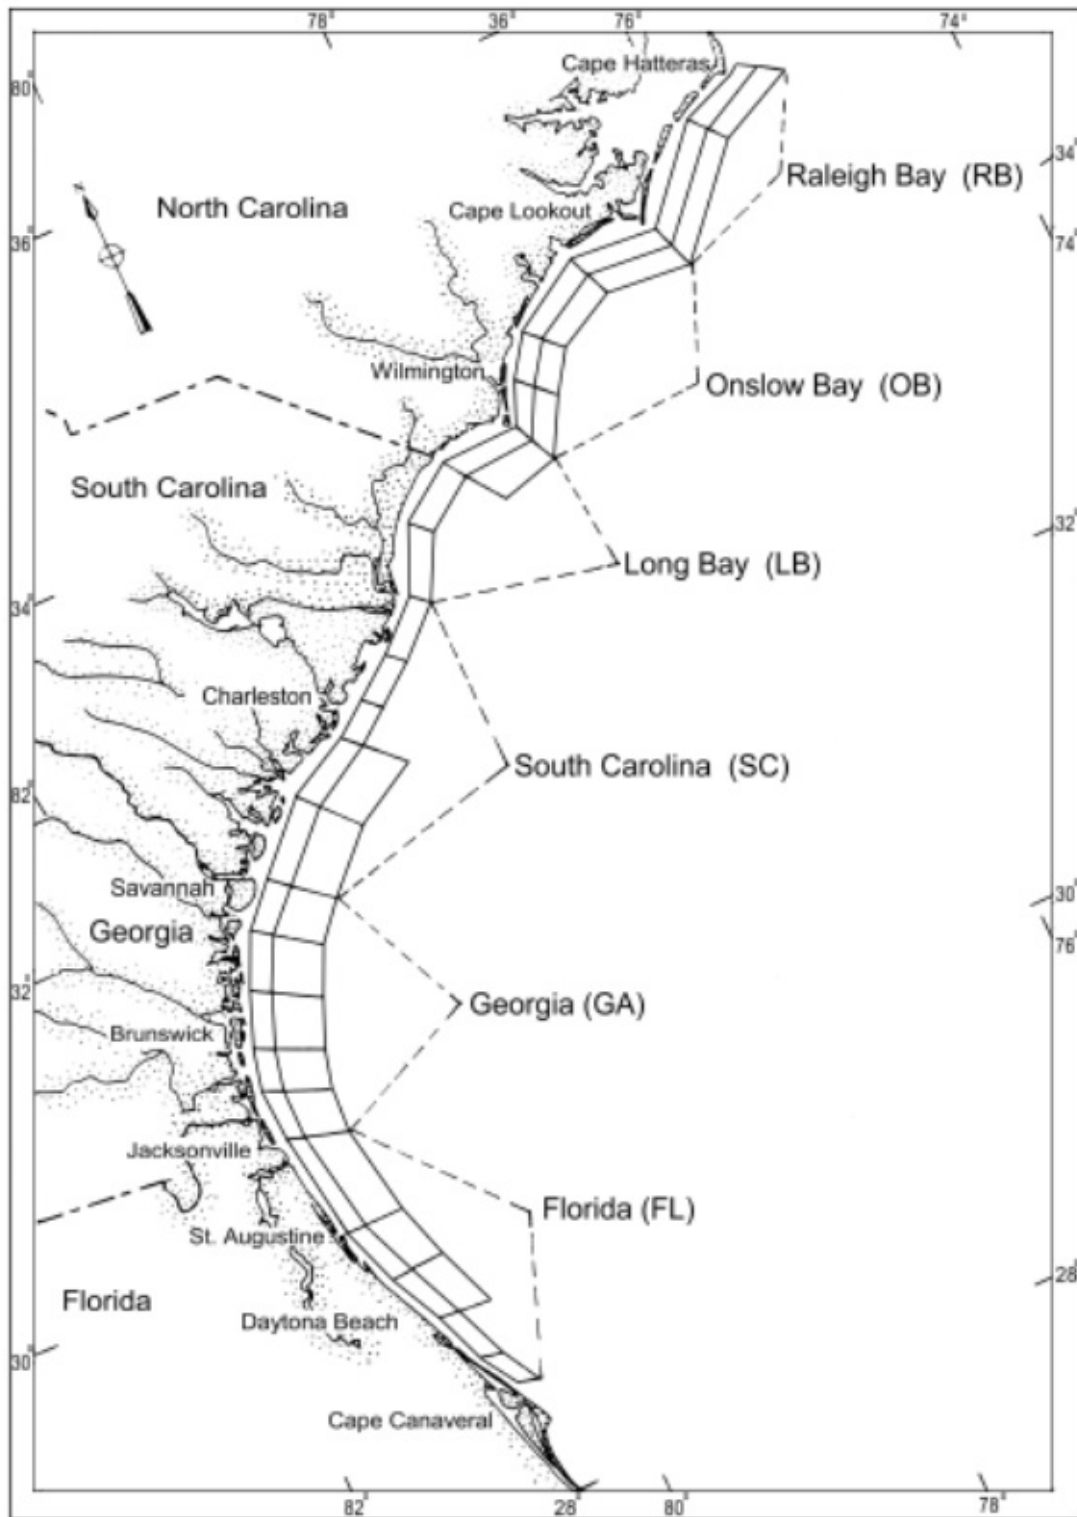 78° 36° 76° 74°
Cape Hatteras
80°
34°
Raleigh Bay (RB)
North Carolina
Cape Lookout
N
36°
74°
Wilmington
Onslow Bay (OB)
South Carolina
32°
Long Bay (LB)
34°
Charleston
South Carolina (SC)
82°
Savannah
30°
Georgia
76°
32°
Georgia (GA)
Brunswick
Jacksonville
Florida (FL)
St. Augustine
28°
Florida
Daytona Beach
30°
Cape Canaveral
82° 28° 80° 78°